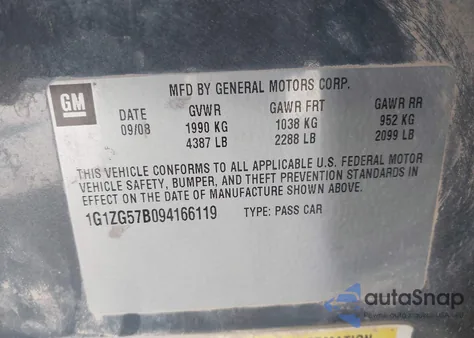 MFD BY GENERAL MOTORS CORP.
GM
DATE GVWR GAWR FRT GAWR RR
09/08 1990 KG 1038 KG 952 KG
4387 LB 2288 LB 2099 LB
THIS VEHICLE CONFORMS TO ALL APPLICABLE U.S. FEDERAL MOTOR
VEHICLE SAFETY, BUMPER, AND THEFT PREVENTION STANDARDS IN
EFFECT ON THE DATE OF MANUFACTURE SHOWN ABOVE.
1G1ZG57B094166119 TYPE: PASS CAR
autoSnap